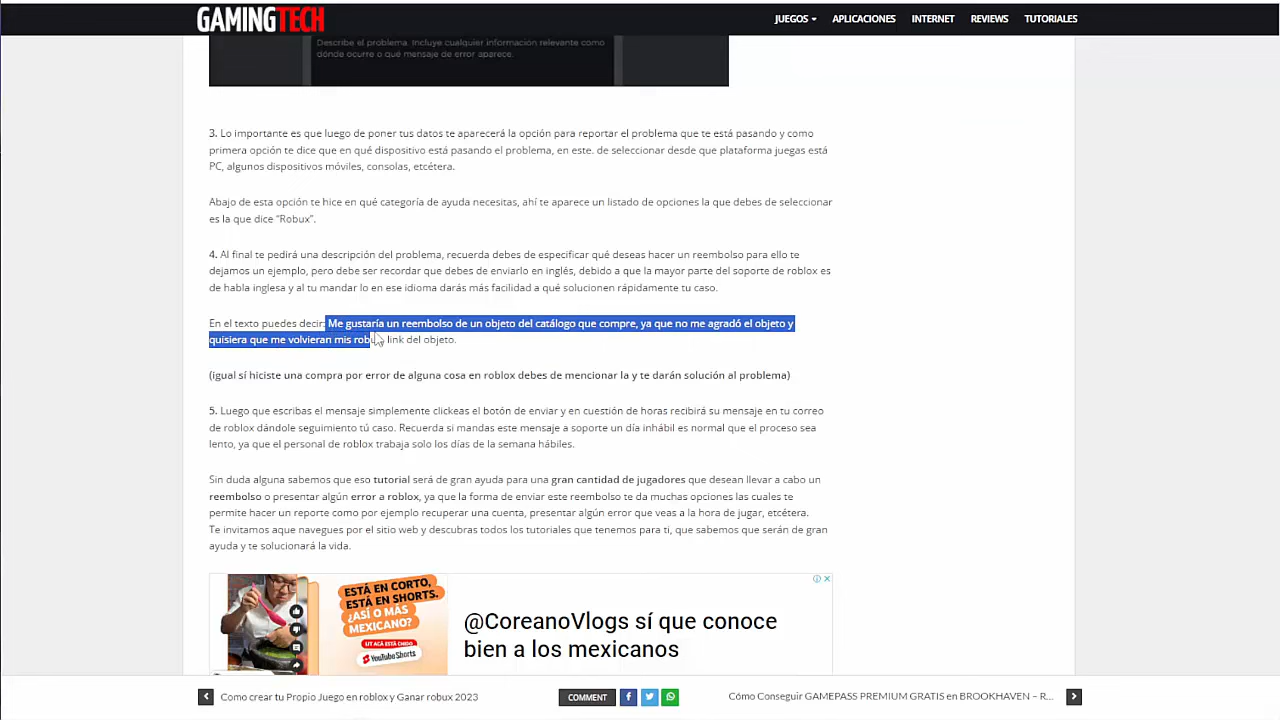 GAMINGTECH
JUEGOS
APLICACIONES
INTERNET
REVIEWS
TUTORIALES
Describe el problema. Incluye cualquier información relevante como
dónde ocurre o qué mensaje de error aparece.
3. Lo importante es que luego de poner tus datos te aparecerá la opción para reportar el problema que te está pasando y como
primera opción te dice que en qué dispositivo está pasando el problema, en este. de seleccionar desde que plataforma juegas está
PC, algunos dispositivos móviles, consolas, etcétera.
Abajo de esta opción te hice en qué categoría de ayuda necesitas, ahí te aparece un listado de opciones la que debes de seleccionar
es la que dice “Robux”.
4. Al final te pedirá una descripción del problema, recuerda debes de especificar qué deseas hacer un reembolso para ello te
dejamos un ejemplo, pero debe ser recordar que debes de enviarlo en inglés, debido a que la mayor parte del soporte de roblox es
de habla inglesa y al tu mandar lo en ese idioma darás más facilidad a qué solucionen rápidamente tu caso.
En el texto puedes decir: Me gustaría un reembolso de un objeto del catálogo que compre, ya que no me agradó el objeto y
quisiera que me volvieran mis link del objeto.
(igual sí hiciste una compra por error de alguna cosa en roblox debes de mencionar la y te darán solución al problema)
5. Luego que escribas el mensaje simplemente clickeas el botón de enviar y en cuestión de horas recibirá su mensaje en tu correo
de roblox dándole seguimiento tú caso. Recuerda si mandas este mensaje a soporte un día inhábil es normal que el proceso sea
lento, ya que el personal de roblox trabaja solo los días de la semana hábiles.
Sin duda alguna sabemos que eso tutorial será de gran ayuda para una gran cantidad de jugadores que desean llevar a cabo un
reembolso o presentar algún error a roblox, ya que la forma de enviar este reembolso te da muchas opciones las cuales te
permite hacer un reporte como por ejemplo recuperar una cuenta, presentar algún error que veas a la hora de jugar, etcétera.
Te invitamos aque navegues por el sitio web y descubras todos los tutoriales que tenemos para ti, que sabemos que serán de gran
ayuda y te solucionará la vida.
ESTÁ EN CORTO,
ESTÁ EN SHORTS.
¿ASÍ O MÁS
MEXICANO?
YouTube Shorts
@CoreanoVlogs sí que conoce
bien a los mexicanos
Como crear tu Propio Juego en roblox y Ganar robux 2023
COMMENT
Cómo Conseguir GAMEPASS PREMIUM GRATIS en BROOKHAVEN – R...